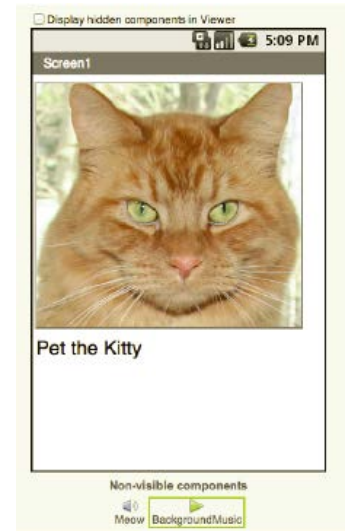 Display hidden components in Viewer
5:09 PM
Screen1
Pet the Kitty
Non-visible components
Meow BackgroundMusic